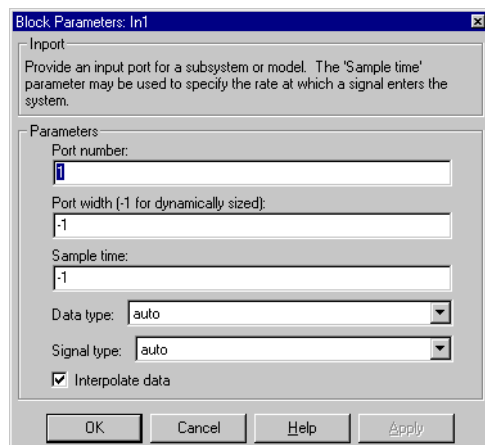 Block Parameters: In1
Inport
Provide an input port for a subsystem or model. The 'Sample time'
parameter may be used to specify the rate at which a signal enters the
system.
Parameters
Port number:
1
Port width (-1 for dynamically sized):
-1
Sample time:
-1
Data type: auto
Signal type: auto
Interpolate data
OK Cancel Help Apply